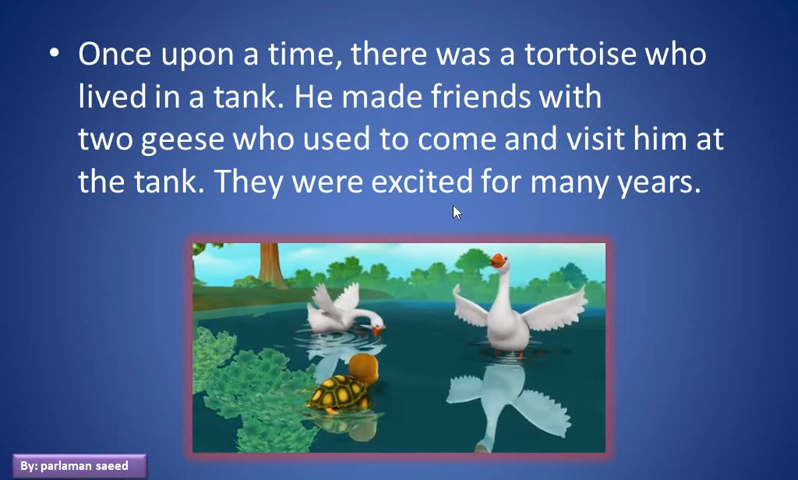 • Once upon a time, there was a tortoise who
lived in a tank. He made friends with
two geese who used to come and visit him at
the tank. They were excited for many years.
By: parlaman saeed